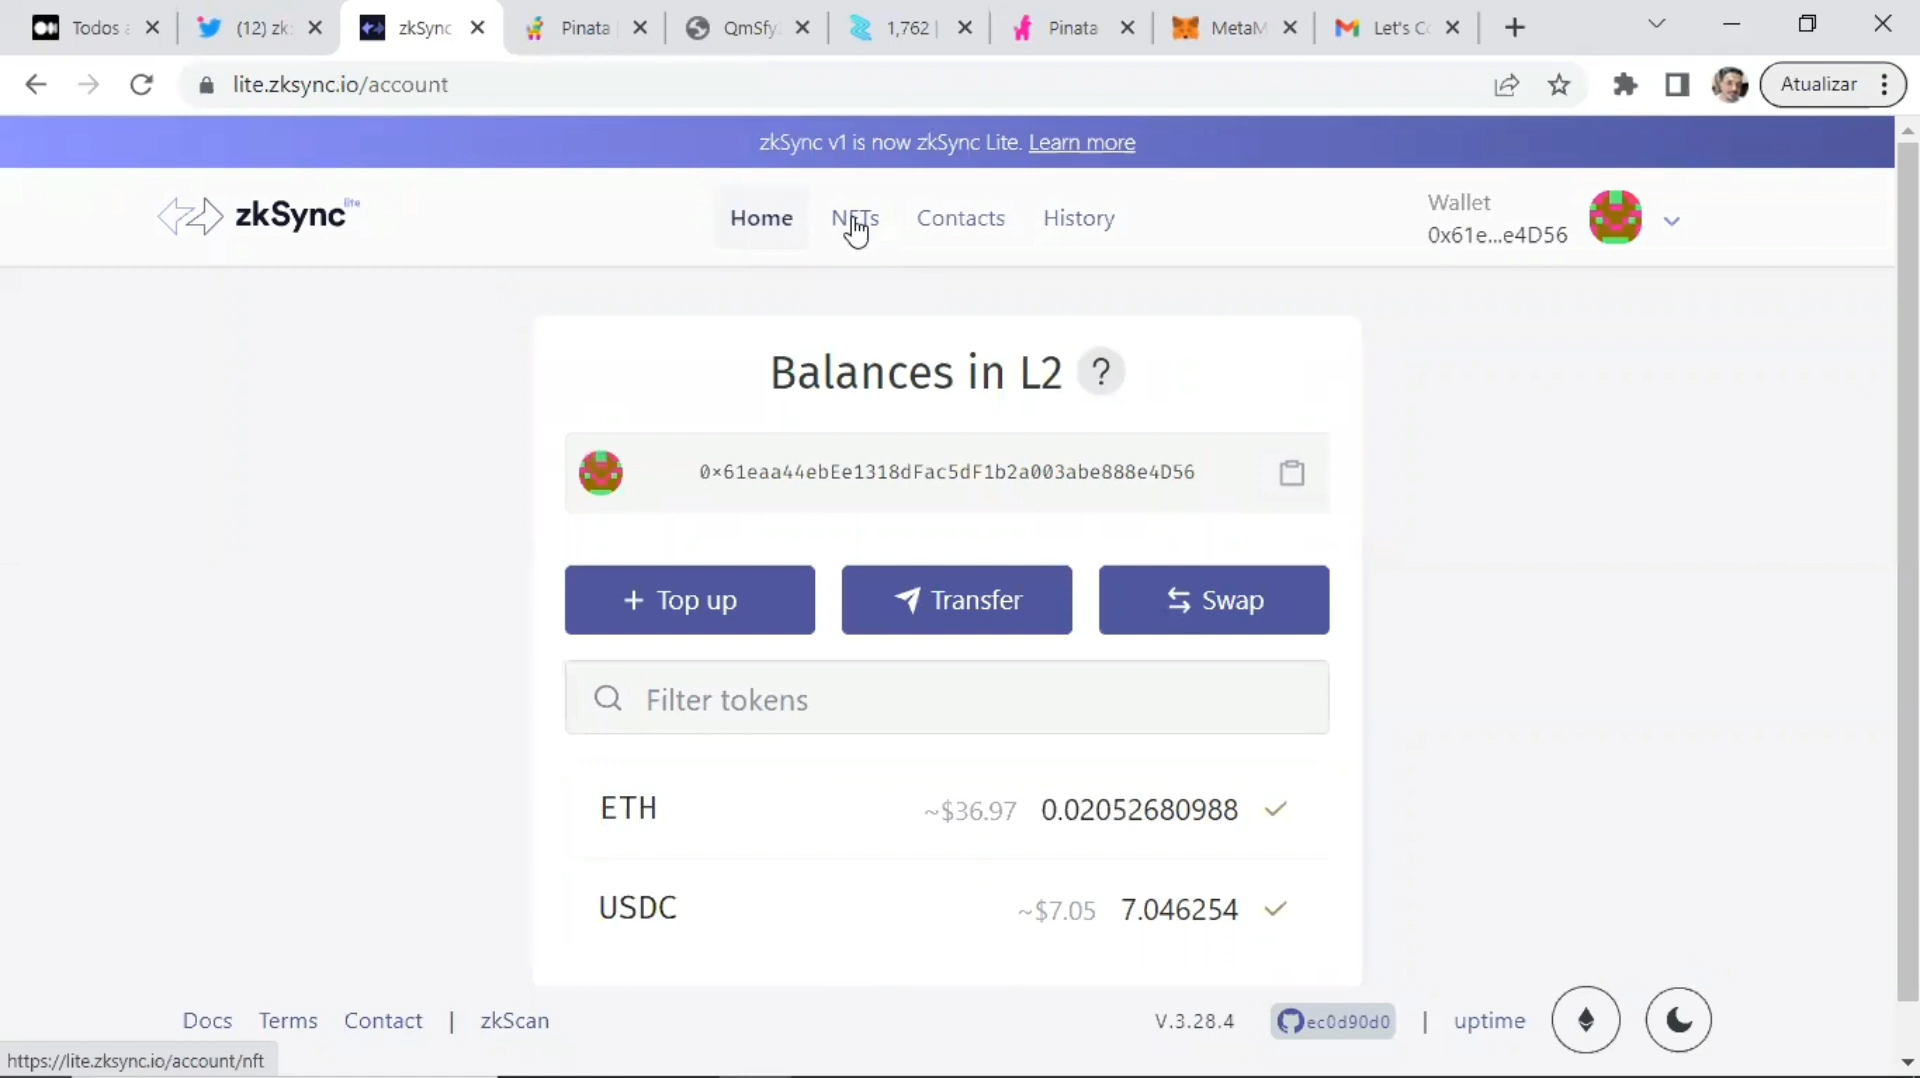 Todos a
(12) zk
zkSync
Pinata
QmSfy
1,762
Pinata
MetaM
Let's Co
lite.zksync.io/account
Atualizar
zkSync v1 is now zkSync Lite. Learn more
zkSync lite
Home
NFTs
Contacts
History
Wallet
0x61e...e4D56
Balances in L2 ?
0x61eaa44ebEe1318dFac5dF1b2a003abe888e4D56
+ Top up
Transfer
Swap
Filter tokens
ETH ~$36.97 0.02052680988
USDC ~$7.05 7.046254
Docs Terms Contact | zkScan
V.3.28.4 ec0d90d0 | uptime
https://lite.zksync.io/account/nft